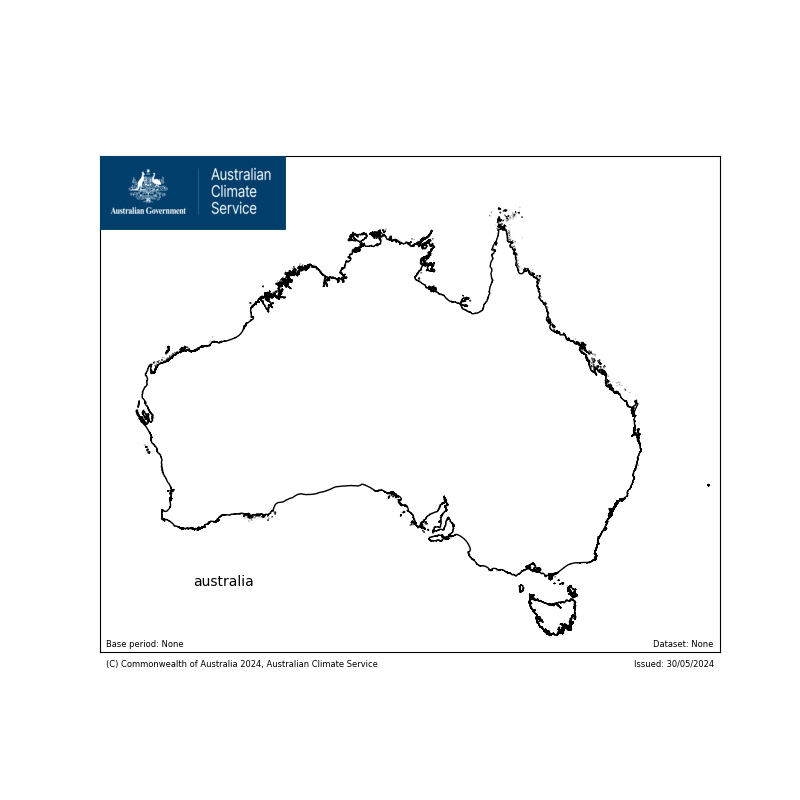 Australian Government
Australian
Climate
Service
australia
Base period: None
Dataset: None
(C) Commonwealth of Australia 2024, Australian Climate Service
Issued: 30/05/2024